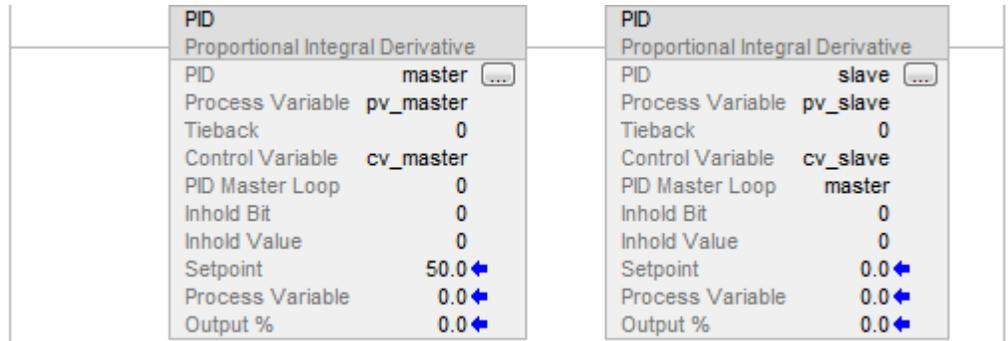 PID
Proportional Integral Derivative
PID master ...
Process Variable pv_master
Tieback 0
Control Variable cv_master
PID Master Loop 0
Inhold Bit 0
Inhold Value 0
Setpoint 50.0
Process Variable 0.0
Output % 0.0
PID
Proportional Integral Derivative
PID slave ...
Process Variable pv_slave
Tieback 0
Control Variable cv_slave
PID Master Loop master
Inhold Bit 0
Inhold Value 0
Setpoint 0.0
Process Variable 0.0
Output % 0.0